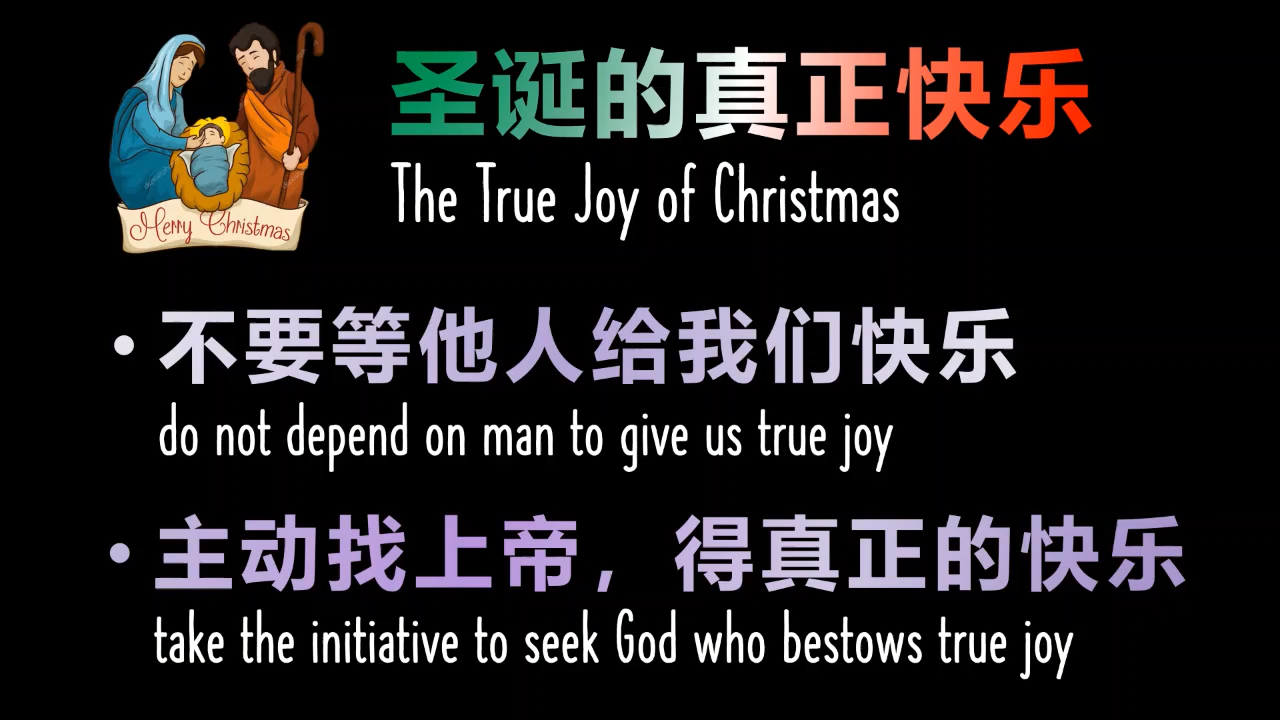 圣诞的真正快乐
The True Joy of Christmas
Merry Christmas
• 不要等他人给我们快乐
do not depend on man to give us true joy
• 主动找上帝，得真正的快乐
take the initiative to seek God who bestows true joy